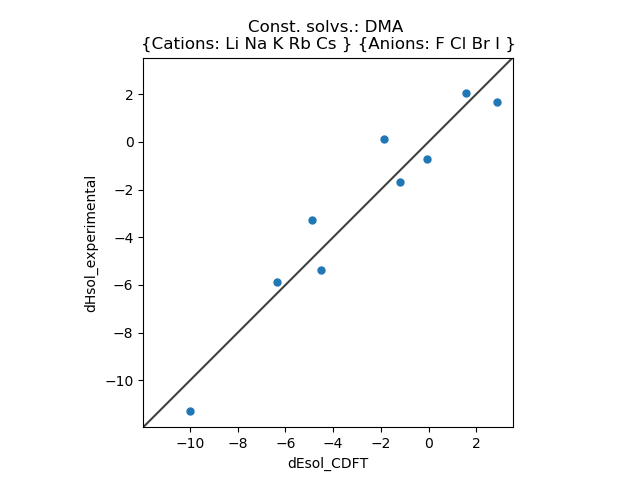 Const. solvs.: DMA
{Cations: Li Na K Rb Cs } {Anions: F Cl Br I }
2
0
−2
−4
−6
−8
−10
dHsol_experimental
−10 −8 −6 −4 −2 0 2
dEsol_CDFT